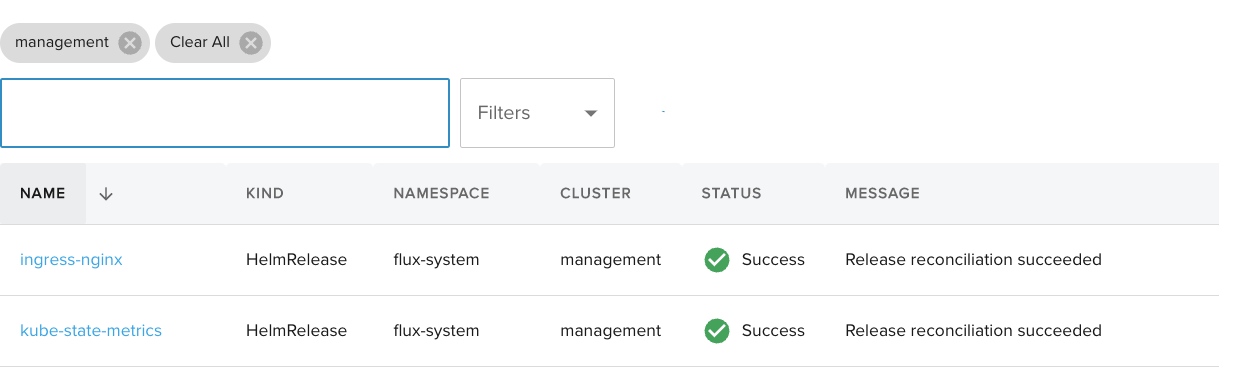 management Clear All
Filters -
NAME KIND NAMESPACE CLUSTER STATUS MESSAGE
ingress-nginx HelmRelease flux-system management Success Release reconciliation succeeded
kube-state-metrics HelmRelease flux-system management Success Release reconciliation succeeded